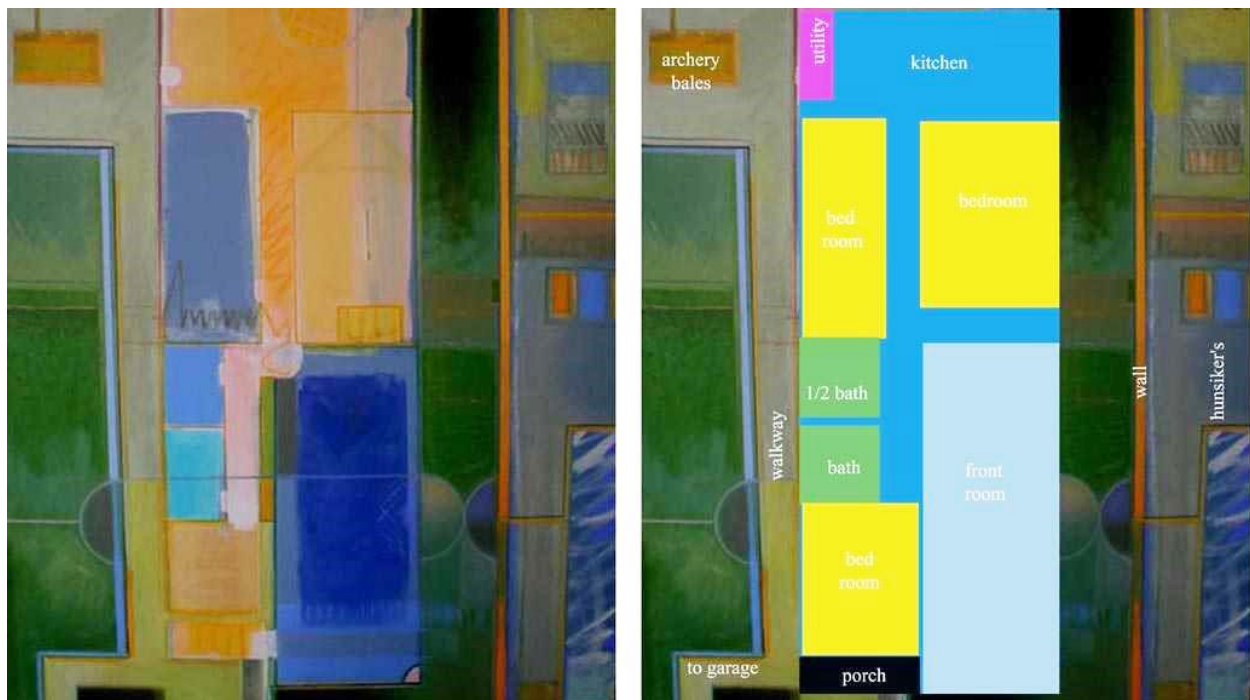 archery
bales
utility
kitchen
bed
room
bedroom
1/2 bath
bath
walkway
front
room
wall
hunsiker's
bed
room
to garage
porch